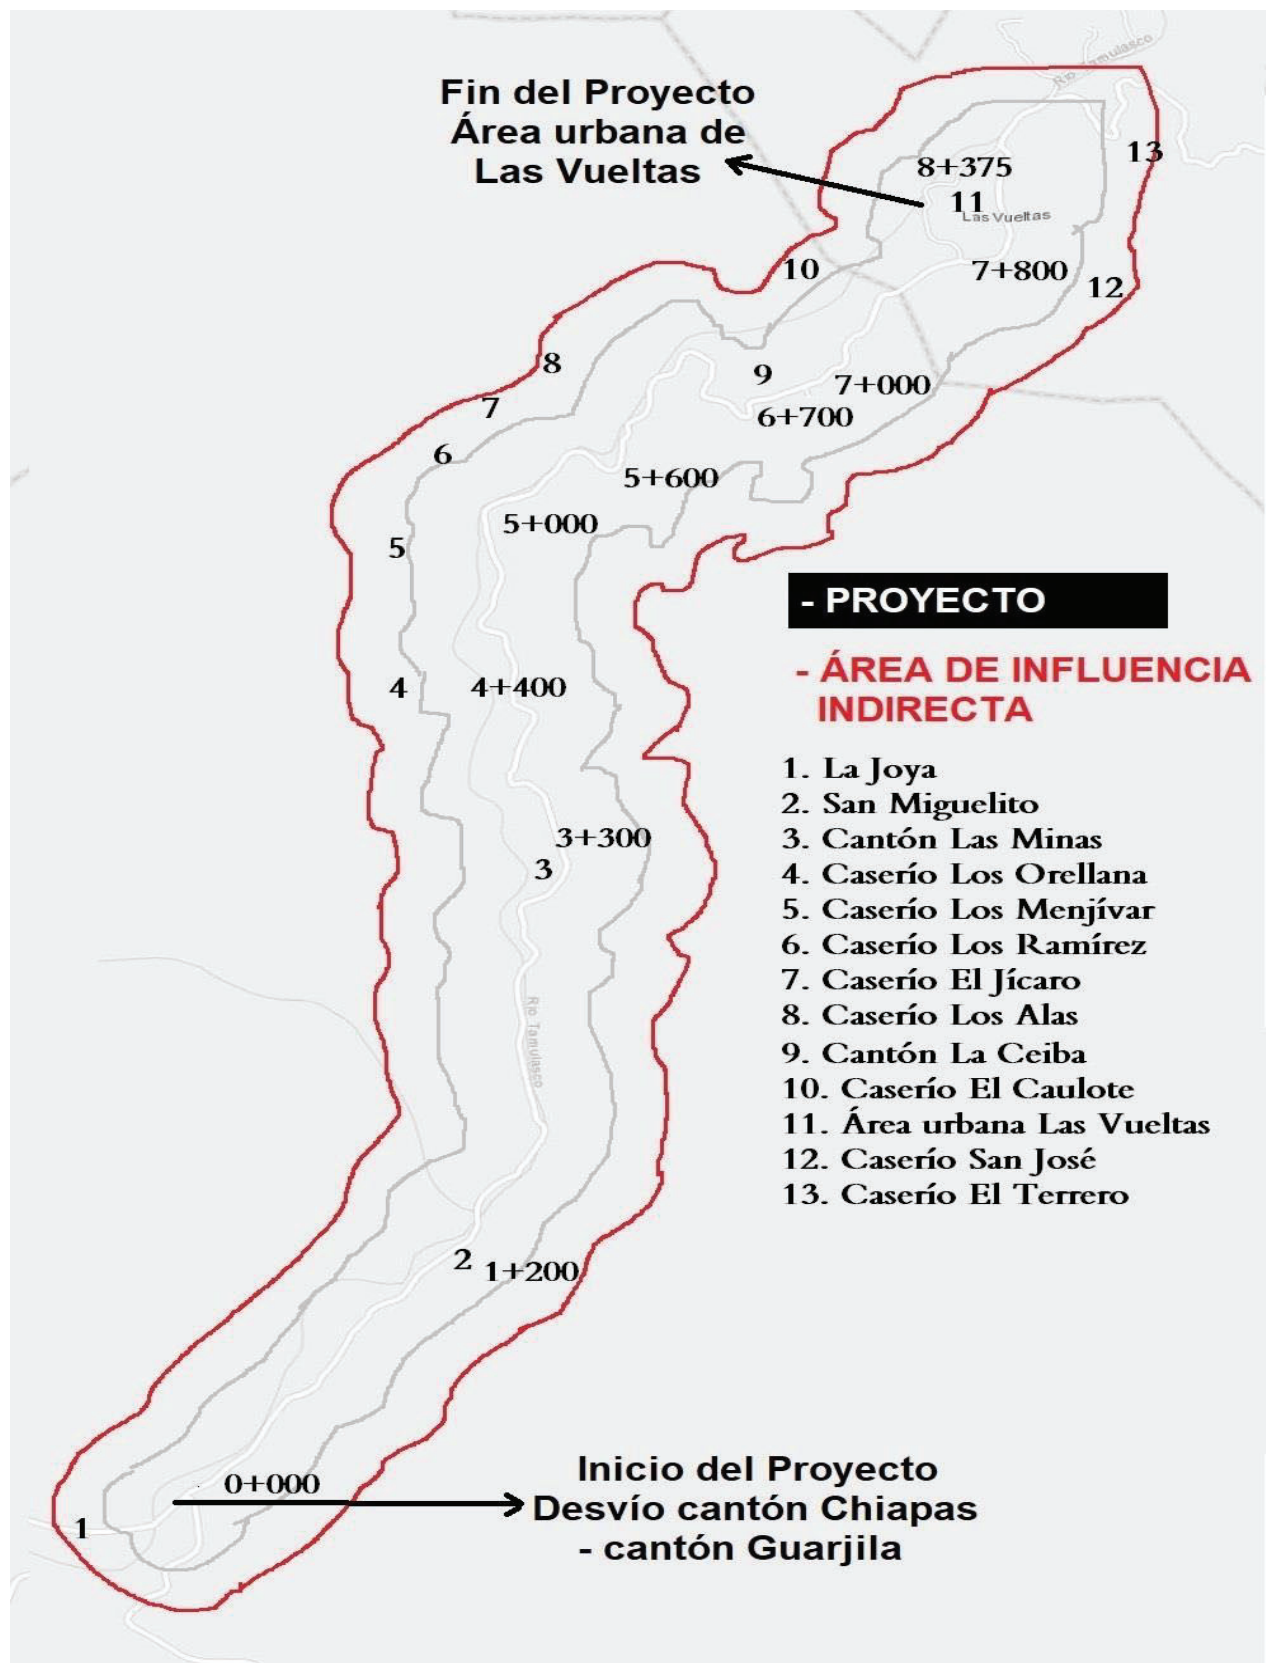 Río Tamulasco
Fin del Proyecto
Área urbana de
Las Vueltas
13
8+375
11
Las Vueltas
10
7+800
12
8
9
7+000
7
6+700
6
5+600
5+000
5
- PROYECTO
- ÁREA DE INFLUENCIA
INDIRECTA
4
4+400
1. La Joya
2. San Miguelito
3. Cantón Las Minas
4. Caserío Los Orellana
5. Caserío Los Menjívar
6. Caserío Los Ramírez
7. Caserío El Jícaro
8. Caserío Los Alas
9. Cantón La Ceiba
10. Caserío El Caulote
11. Área urbana Las Vueltas
12. Caserío San José
13. Caserío El Terrero
3+300
3
Río Tamulasco
2
1+200
0+000
1
Inicio del Proyecto
Desvío cantón Chiapas
- cantón Guarjila